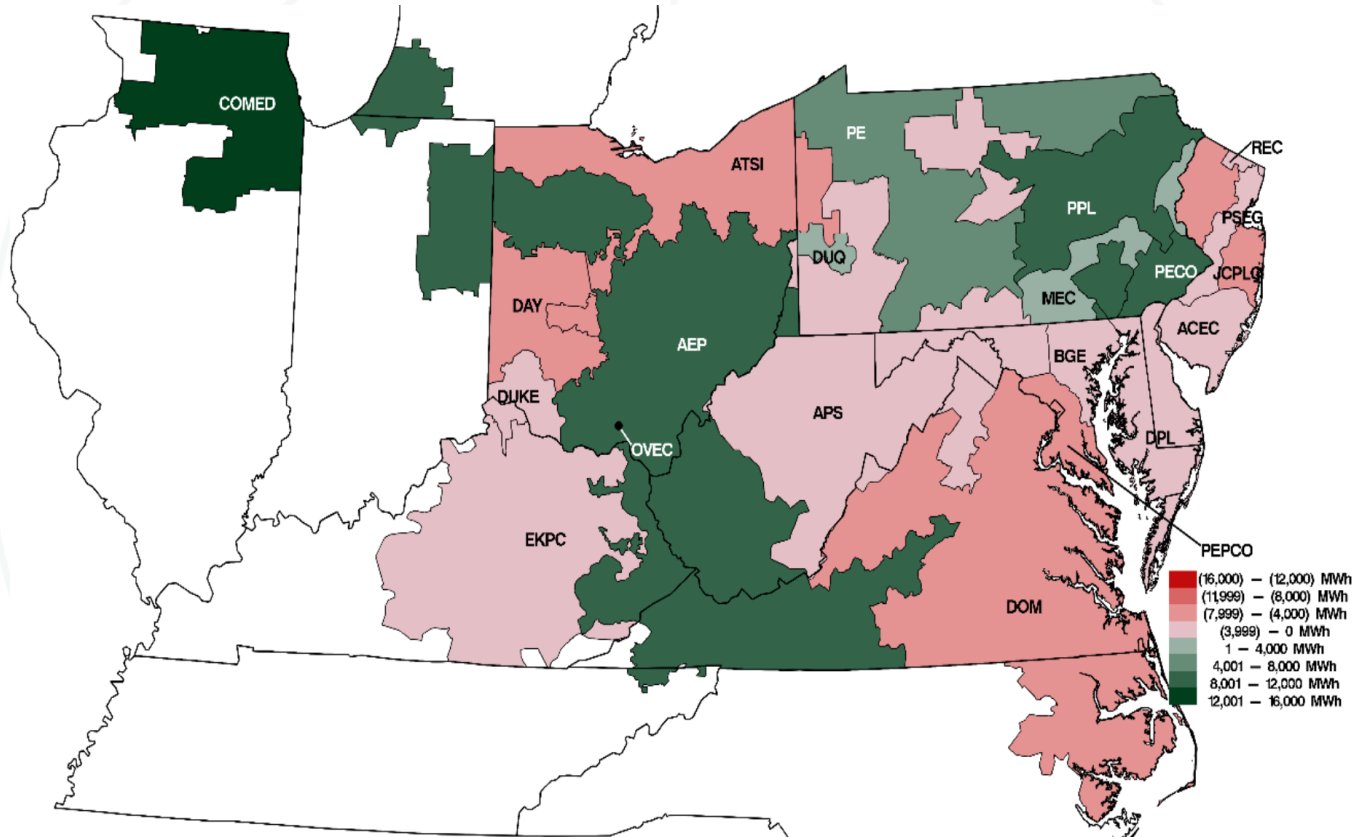 COMED
PE
REC
ATSI
PPL
PSEG
DUQ
PECO
JCPLC
MEC
DAY
ACEC
AEP
BGE
DUKE
APS
DPL
OVEC
EKPC
PEPCO
DOM
(16,000) – (12,000) MWh
(11,999) – (8,000) MWh
(7,999) – (4,000) MWh
(3,999) – 0 MWh
1 – 4,000 MWh
4,001 – 8,000 MWh
8,001 – 12,000 MWh
12,001 – 16,000 MWh